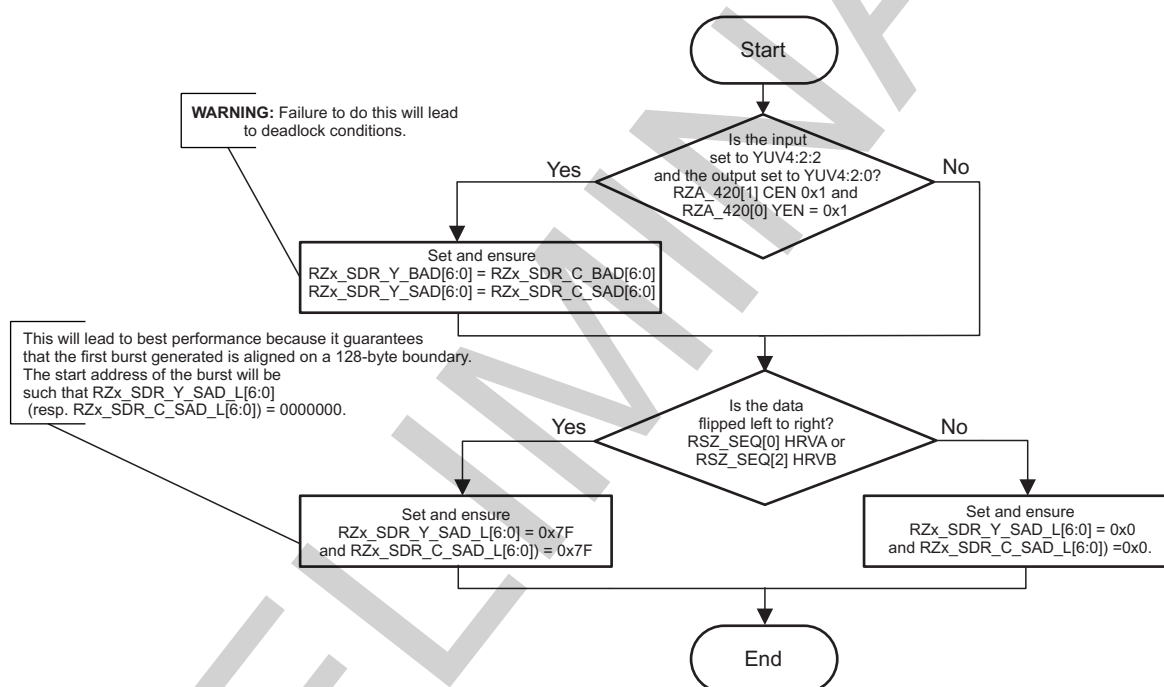 Start
WARNING: Failure to do this will lead
to deadlock conditions.
Is the input
set to YUV4:2:2
and the output set to YUV4:2:0?
RZA_420[1] CEN 0x1 and
RZA_420[0] YEN = 0x1
Yes
No
Set and ensure
RZx_SDR_Y_BAD[6:0] = RZx_SDR_C_BAD[6:0]
RZx_SDR_Y_SAD[6:0] = RZx_SDR_C_SAD[6:0]
This will lead to best performance because it guarantees
that the first burst generated is aligned on a 128-byte boundary.
The start address of the burst will be
such that RZx_SDR_Y_SAD_L[6:0]
(resp. RZx_SDR_C_SAD_L[6:0]) = 0000000.
Is the data
flipped left to right?
RSZ_SEQ[0] HRVA or
RSZ_SEQ[2] HRVB
Yes
No
Set and ensure
RZx_SDR_Y_SAD_L[6:0] = 0x7F
and RZx_SDR_C_SAD_L[6:0]) = 0x7F
Set and ensure
RZx_SDR_Y_SAD_L[6:0] = 0x0
and RZx_SDR_C_SAD_L[6:0]) =0x0.
End